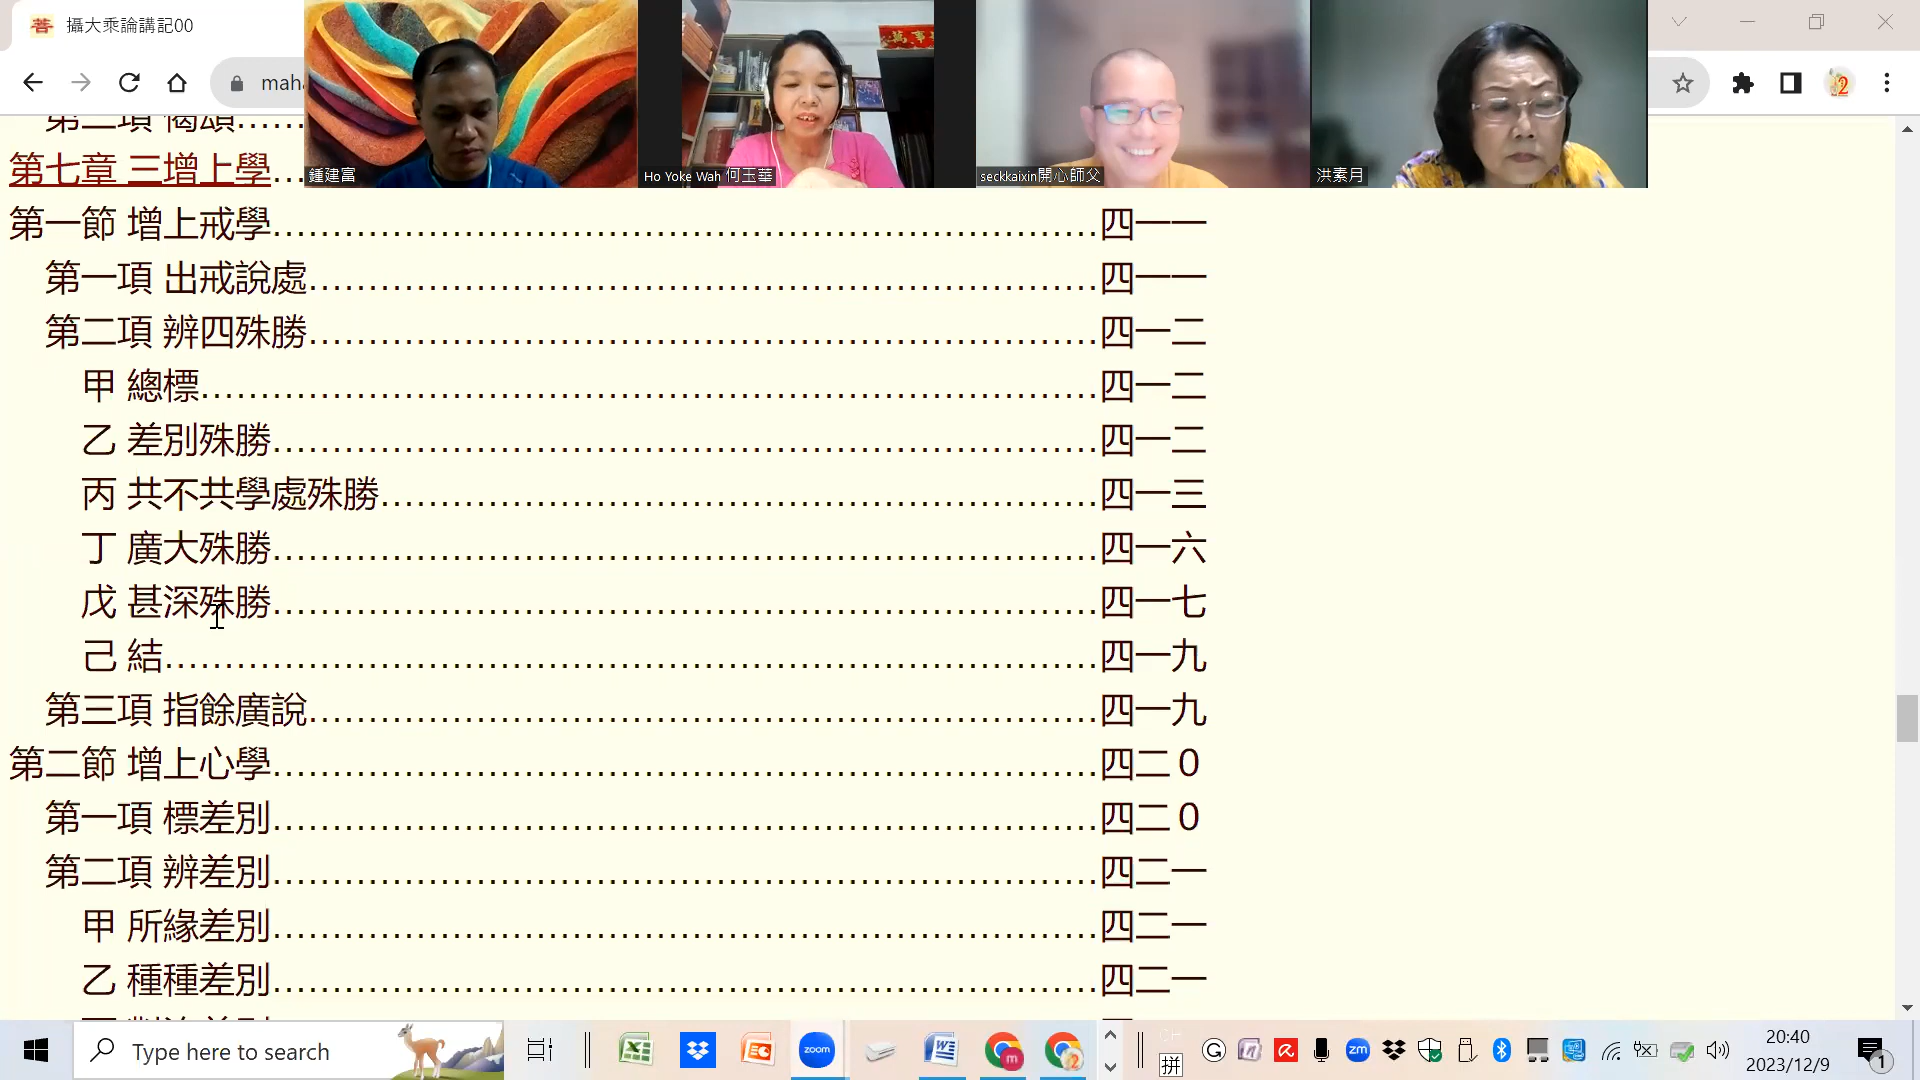 攝大乘論講記00
maha
鍾建富
Ho Yoke Wah 何玉華
seckkaixin開心師父
洪素月
第二項 偈頌......
第七章 三增上學...
第一節 增上戒學......四一一
第一項 出戒說處......四一一
第二項 辨四殊勝......四一二
甲 總標......四一二
乙 差別殊勝......四一二
丙 共不共學處殊勝......四一三
丁 廣大殊勝......四一六
戊 甚深殊勝......四一七
己 結......四一九
第三項 指餘廣說......四一九
第二節 增上心學......四二０
第一項 標差別......四二０
第二項 辨差別......四二一
甲 所緣差別......四二一
乙 種種差別......四二一
Type here to search
zoom
拼
20:40
2023/12/9
1